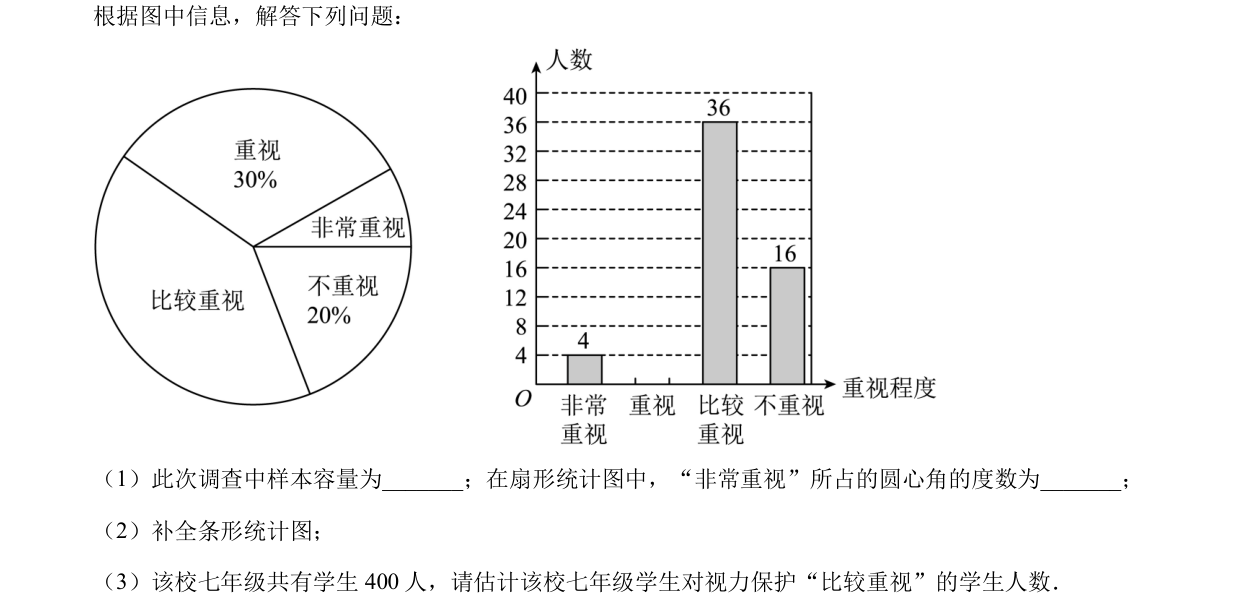 根据图中信息，解答下列问题：
人数
重视
30%
非常重视
比较重视
不重视
20%
40
36
32
28
24
20
16
12
8
4
O
4
36
16
非常
重视
重视
比较
重视
不重视
重视程度
（1）此次调查中样本容量为_______；在扇形统计图中，“非常重视”所占的圆心角的度数为_______；
（2）补全条形统计图；
（3）该校七年级共有学生 400 人，请估计该校七年级学生对视力保护“比较重视”的学生人数．